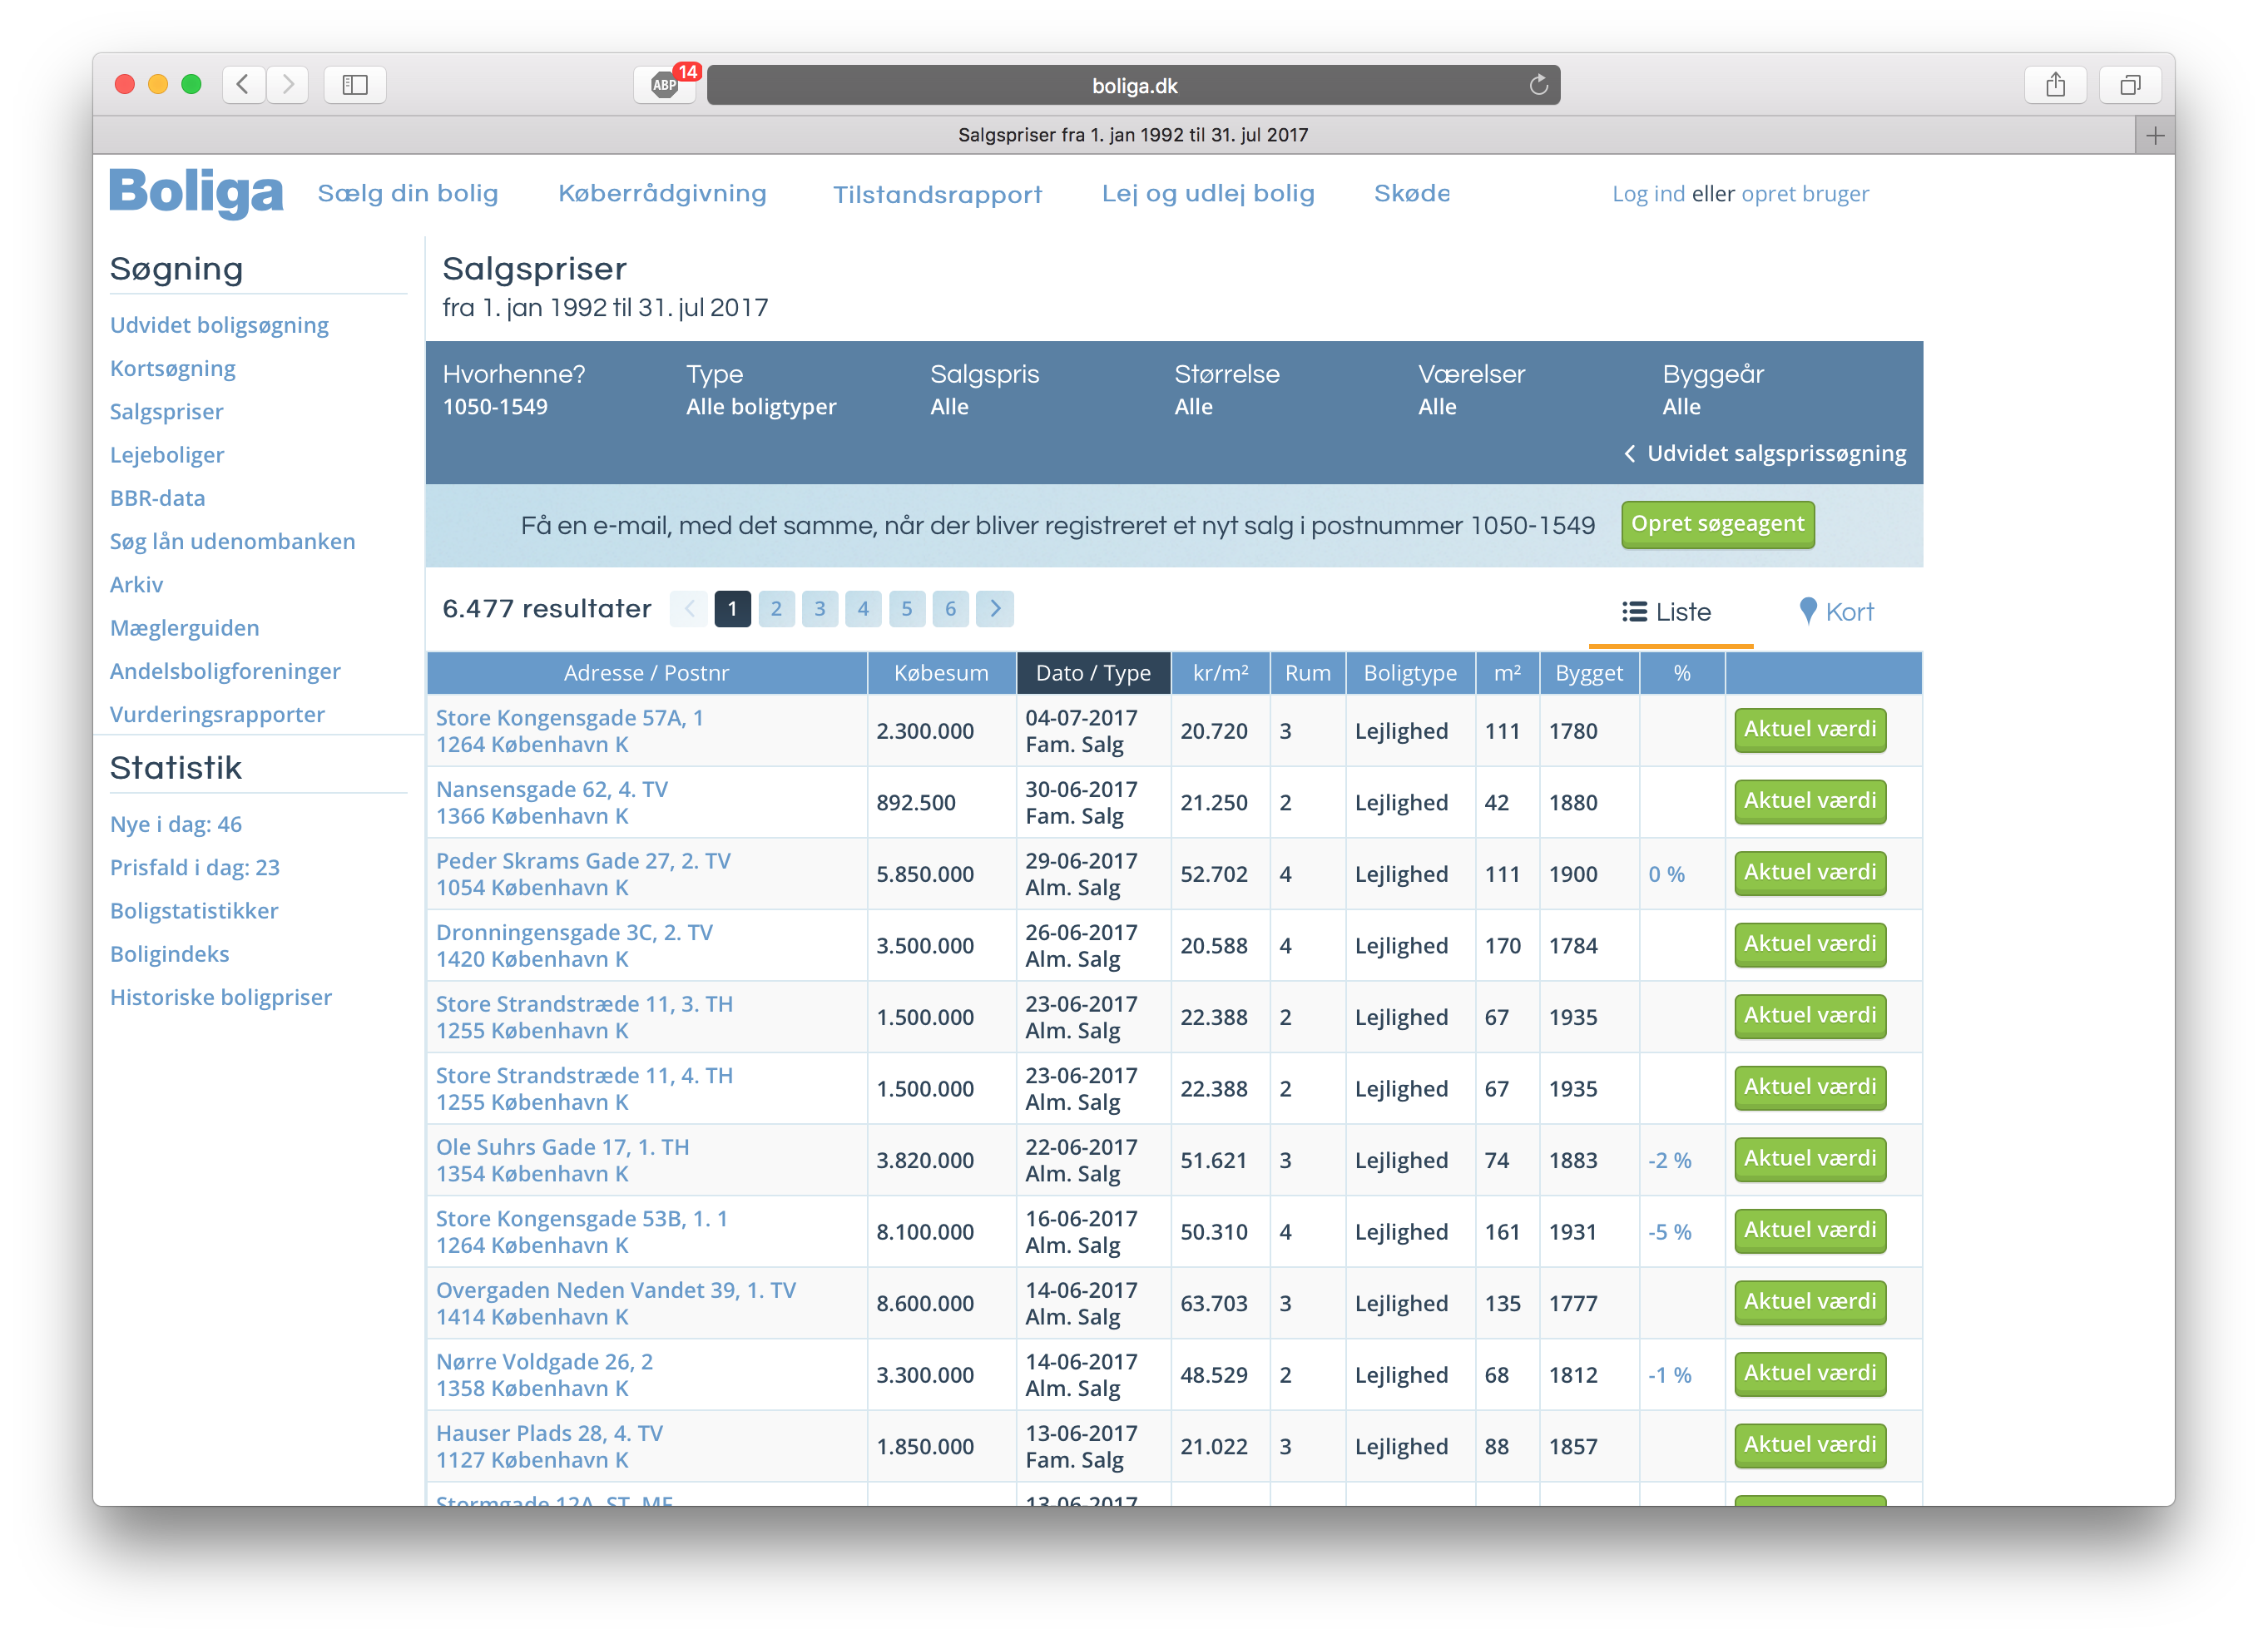 ABP 14
boligа.dk
Salgspriser fra 1. jan 1992 til 31. jul 2017
Boliga Sælg din bolig Køberrådgivning Tilstandsrapport Lej og udlej bolig Skøde Log ind eller opret bruger
Søgning
Udvidet boligsøgning
Kortsøgning
Salgspriser
Lejeboliger
BBR-data
Søg lån udenombanken
Arkiv
Mæglerguiden
Andelsboligforeninger
Vurderingsrapporter
Statistik
Nye i dag: 46
Prisfald i dag: 23
Boligstatistikker
Boligindeks
Historiske boligpriser
Salgspriser
fra 1. jan 1992 til 31. jul 2017
Hvorhenne? Type Salgspris Størrelse Værelser Byggeår
1050-1549 Alle boligtyper Alle Alle Alle Alle
Udvidet salgsprissøgning
Få en e-mail, med det samme, når der bliver registreret et nyt salg i postnummer 1050-1549 Opret søgeagent
6.477 resultater 1 2 3 4 5 6 Liste Kort
Adresse / Postnr Købesum Dato / Type kr/m² Rum Boligtype m² Bygget %
Store Kongensgade 57A, 1 04-07-2017
2.300.000 20.720 3 Lejlighed 111 1780 Aktuel værdi
1264 København K Fam. Salg
Nansensgade 62, 4. TV 30-06-2017
892.500 21.250 2 Lejlighed 42 1880 Aktuel værdi
1366 København K Fam. Salg
Peder Skrams Gade 27, 2. TV 29-06-2017
5.850.000 52.702 4 Lejlighed 111 1900 0 % Aktuel værdi
1054 København K Alm. Salg
Dronningensgade 3C, 2. TV 26-06-2017
3.500.000 20.588 4 Lejlighed 170 1784 Aktuel værdi
1420 København K Alm. Salg
Store Strandstræde 11, 3. TH 23-06-2017
1.500.000 22.388 2 Lejlighed 67 1935 Aktuel værdi
1255 København K Alm. Salg
Store Strandstræde 11, 4. TH 23-06-2017
1.500.000 22.388 2 Lejlighed 67 1935 Aktuel værdi
1255 København K Alm. Salg
Ole Suhrs Gade 17, 1. TH 22-06-2017
3.820.000 51.621 3 Lejlighed 74 1883 -2 % Aktuel værdi
1354 København K Alm. Salg
Store Kongensgade 53B, 1. 1 16-06-2017
8.100.000 50.310 4 Lejlighed 161 1931 -5 % Aktuel værdi
1264 København K Alm. Salg
Overgaden Neden Vandet 39, 1. TV 14-06-2017
8.600.000 63.703 3 Lejlighed 135 1777 Aktuel værdi
1414 København K Alm. Salg
Nørre Voldgade 26, 2 14-06-2017
3.300.000 48.529 2 Lejlighed 68 1812 -1 % Aktuel værdi
1358 København K Alm. Salg
Hauser Plads 28, 4. TV 13-06-2017
1.850.000 21.022 3 Lejlighed 88 1857 Aktuel værdi
1127 København K Fam. Salg
Stormgade 12A, ST. MF 13-06-2017